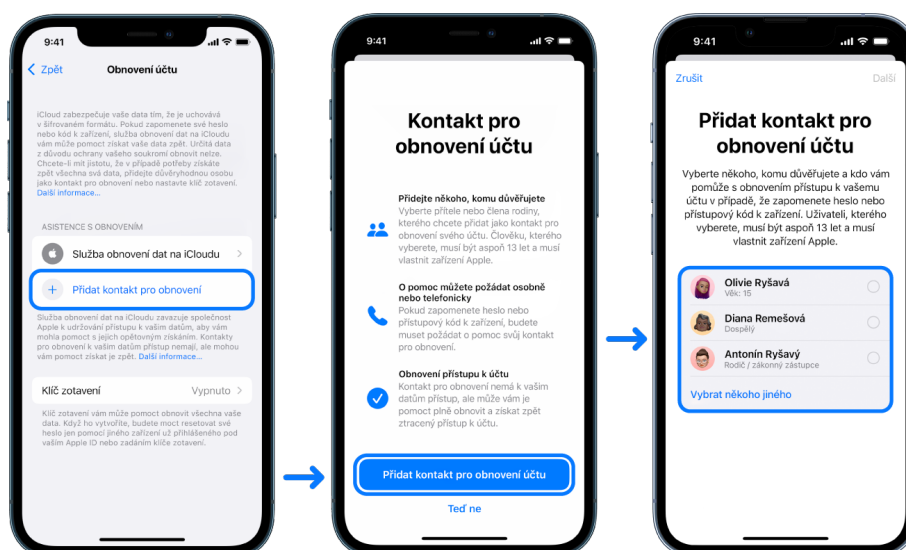 9:41
Zpět
Obnovení účtu
iCloud zabezpečuje vaše data tím, že je uchovává
v šifrovaném formátu. Pokud zapomenete své heslo
nebo kód k zařízení, služba obnovení dat na iCloudu
vám může pomoct získat vaše data zpět. Určitá data
z důvodu ochrany vašeho soukromí obnovit nelze.
Chcete-li mít jistotu, že v případě potřeby získáte
zpět všechna svá data, přidejte důvěryhodnou osobu
jako kontakt pro obnovení nebo nastavte klíč zotavení.
Další informace...
ASISTENCE S OBNOVENÍM
Služba obnovení dat na iCloudu
Přidat kontakt pro obnovení
Služba obnovení dat na iCloudu zavazuje společnost
Apple k udržování přístupu k vašim datům, aby vám
mohla pomoct s jejich opětovným získáním. Kontakty
pro obnovení k vašim datům přístup nemají, ale mohou
vám pomoct získat je zpět. Další informace...
Klíč zotavení Vypnuto
Klíč zotavení vám může pomoct obnovit všechna vaše
data. Když ho vytvoříte, budete moct resetovat své
heslo jen pomocí jiného zařízení už přihlášeného pod
vaším Apple ID nebo zadáním klíče zotavení.
9:41
Kontakt pro
obnovení účtu
Přidejte někoho, komu důvěřujete
Vyberte přítele nebo člena rodiny,
kterého chcete přidat jako kontakt pro
obnovení svého účtu. Člověku, kterého
vyberete, musí být aspoň 13 let a musí
vlastnit zařízení Apple.
O pomoc můžete požádat osobně
nebo telefonicky
Pokud zapomenete heslo nebo
přístupový kód k zařízení, budete
muset požádat o pomoc svůj kontakt
pro obnovení.
Obnovení přístupu k účtu
Kontakt pro obnovení nemá k vašim
datům přístup, ale může vám je
pomoct plně obnovit a získat zpět
ztracený přístup k účtu.
Přidat kontakt pro obnovení účtu
Teď ne
9:41
Zrušit
Další
Přidat kontakt pro
obnovení účtu
Vyberte někoho, komu důvěřujete a kdo vám
pomůže s obnovením přístupu k vašemu
účtu v případě, že zapomenete heslo nebo
přístupový kód k zařízení. Uživateli, kterého
vyberete, musí být aspoň 13 let a musí
vlastnit zařízení Apple.
Olivie Ryšavá
Věk: 15
Diana Remešová
Dospělý
Antonín Ryšavý
Rodič / zákonný zástupce
Vybrat někoho jiného